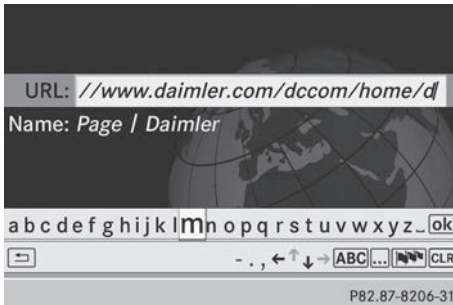 URL: //www.daimler.com/dccom/home/d
Name: Page | Daimler
a b c d e f g h i j k l m n o p q r s t u v w x y z _ ok
- . , ← ↑ ↓ → ABC ... CLR
P82.87-8206-31